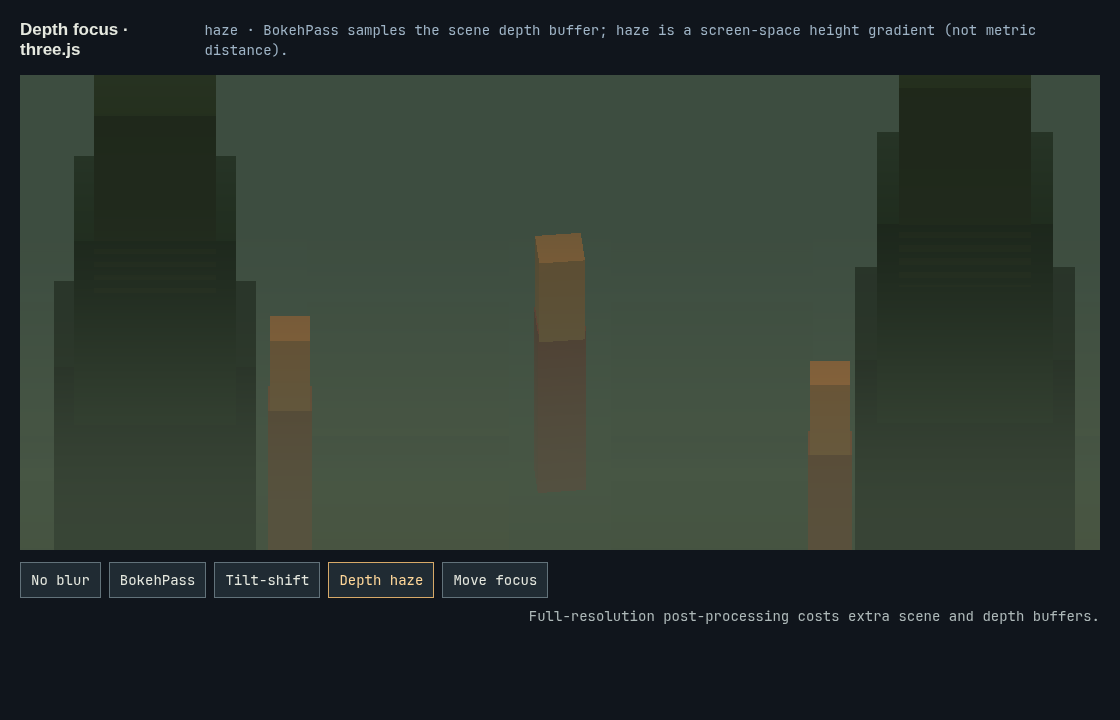 Depth focus ·
three.js
haze · BokehPass samples the scene depth buffer; haze is a screen-space height gradient (not metric
distance).
No blur
BokehPass
Tilt-shift
Depth haze
Move focus
Full-resolution post-processing costs extra scene and depth buffers.